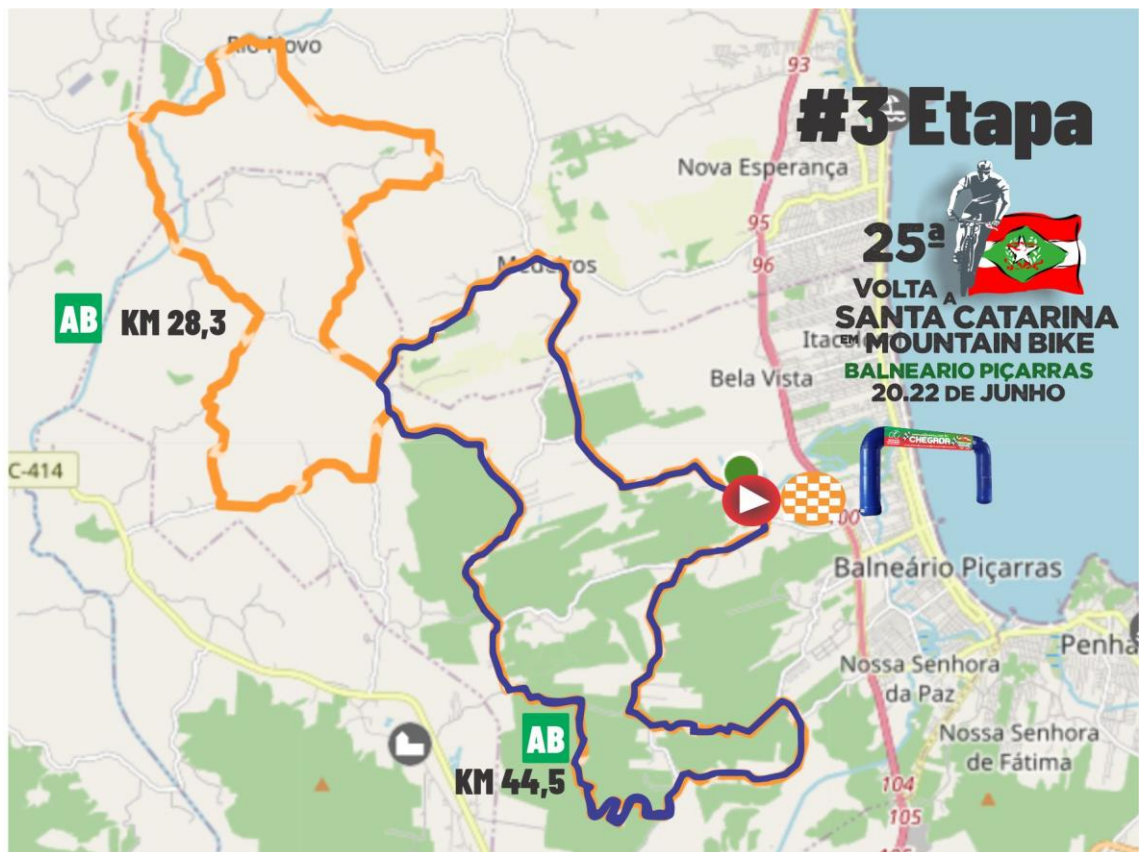 Rio Novo
93
#3 Etapa
Nova Esperança
95
25ª
96
Medeiros
VOLTA A
SANTA CATARINA
EM MOUNTAIN BIKE
AB KM 28,3
Bela Vista
BALNEARIO PIÇARRAS
20.22 DE JUNHO
CHEGADA
C-414
00
Balneário Piçarras
Penha
Nossa Senhora
da Paz
Nossa Senhora
de Fátima
AB
KM 44,5
104
105